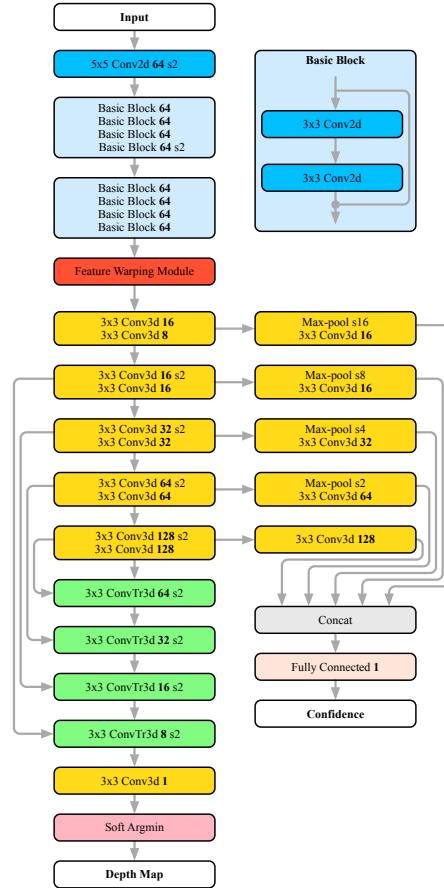 Input
5x5 Conv2d 64 s2
Basic Block 64
Basic Block 64
Basic Block 64
Basic Block 64 s2
Basic Block 64
Basic Block 64
Basic Block 64
Basic Block 64
Feature Warping Module
3x3 Conv3d 16
3x3 Conv3d 8
3x3 Conv3d 16 s2
3x3 Conv3d 16
3x3 Conv3d 32 s2
3x3 Conv3d 32
3x3 Conv3d 64 s2
3x3 Conv3d 64
3x3 Conv3d 128 s2
3x3 Conv3d 128
3x3 ConvTr3d 64 s2
3x3 ConvTr3d 32 s2
3x3 ConvTr3d 16 s2
3x3 ConvTr3d 8 s2
3x3 Conv3d 1
Soft Argmin
Depth Map
Basic Block
3x3 Conv2d
3x3 Conv2d
Max-pool s16
3x3 Conv3d 16
Max-pool s8
3x3 Conv3d 16
Max-pool s4
3x3 Conv3d 32
Max-pool s2
3x3 Conv3d 64
3x3 Conv3d 128
Concat
Fully Connected 1
Confidence